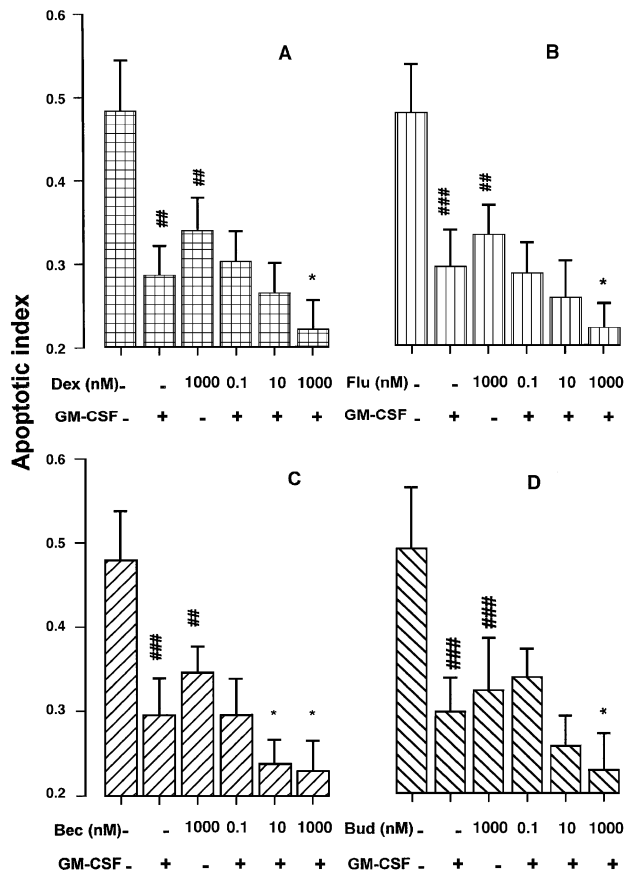 Apoptotic index
0.6
0.5
0.4
0.3
0.2
A
##
##
*
Dex (nM) - - 1000 0.1 10 1000
GM-CSF - + - + + +
B
###
##
*
Flu (nM) - - 1000 0.1 10 1000
GM-CSF - + - + + +
0.6
0.5
0.4
0.3
0.2
C
###
##
* *
Bec (nM) - - 1000 0.1 10 1000
GM-CSF - + - + + +
D
####
####
*
Bud (nM) - - 1000 0.1 10 1000
GM-CSF - + - + + +